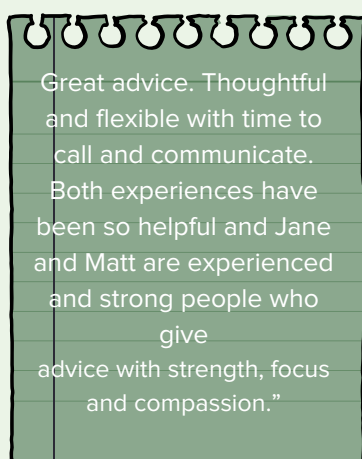 Great advice. Thoughtful
and flexible with time to
call and communicate.
Both experiences have
been so helpful and Jane
and Matt are experienced
and strong people who
give
advice with strength, focus
and compassion.”